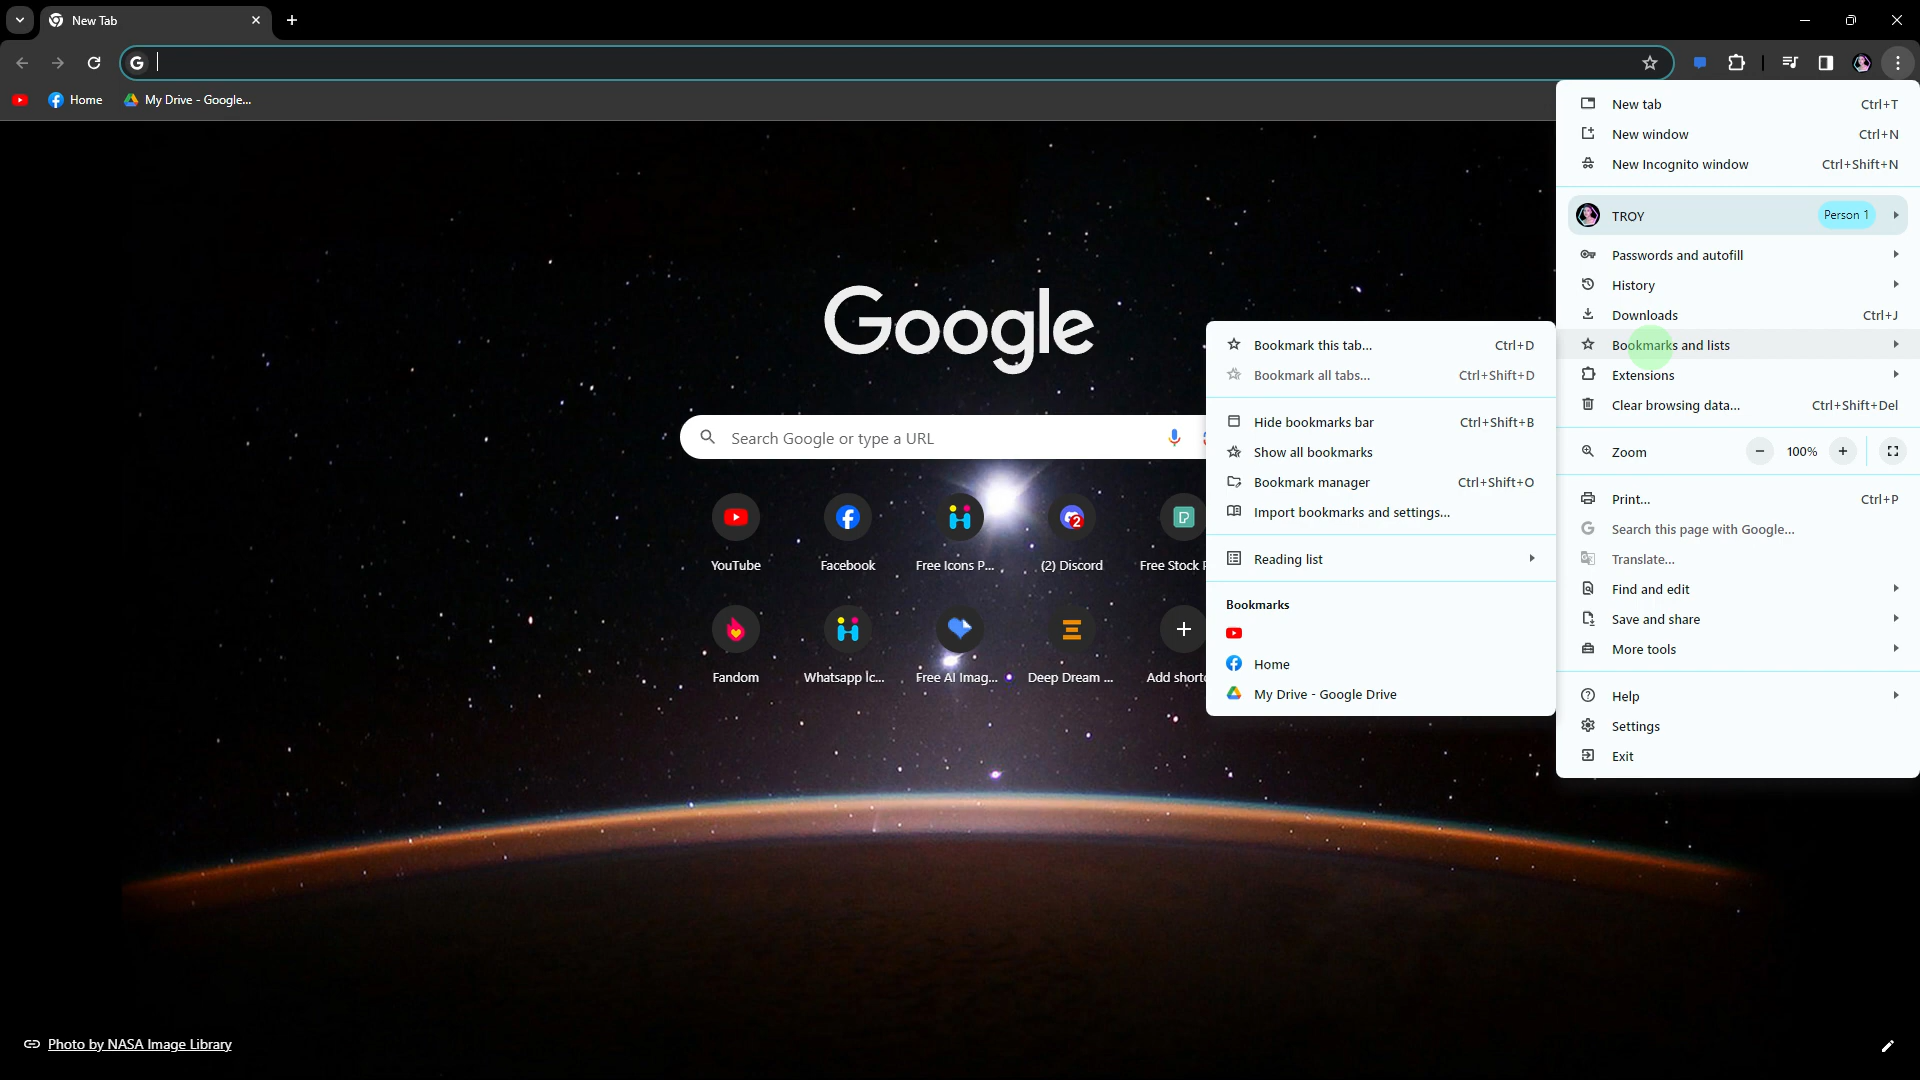 New Tab
Home
My Drive - Google...
New tab Ctrl+T
New window Ctrl+N
New Incognito window Ctrl+Shift+N
TROY Person 1
Passwords and autofill
History
Downloads Ctrl+J
Bookmarks and lists
Extensions
Clear browsing data... Ctrl+Shift+Del
Zoom 100%
Print... Ctrl+P
Search this page with Google...
Translate...
Find and edit
Save and share
More tools
Help
Settings
Exit
Bookmark this tab... Ctrl+D
Bookmark all tabs... Ctrl+Shift+D
Hide bookmarks bar Ctrl+Shift+B
Show all bookmarks
Bookmark manager Ctrl+Shift+O
Import bookmarks and settings...
Reading list
Bookmarks
Home
My Drive - Google Drive
Google
Search Google or type a URL
YouTube Facebook Free Icons P... (2) Discord Free Stock
Fandom Whatsapp Ic... Free AI Imag... Deep Dream ... Add short
Photo by NASA Image Library